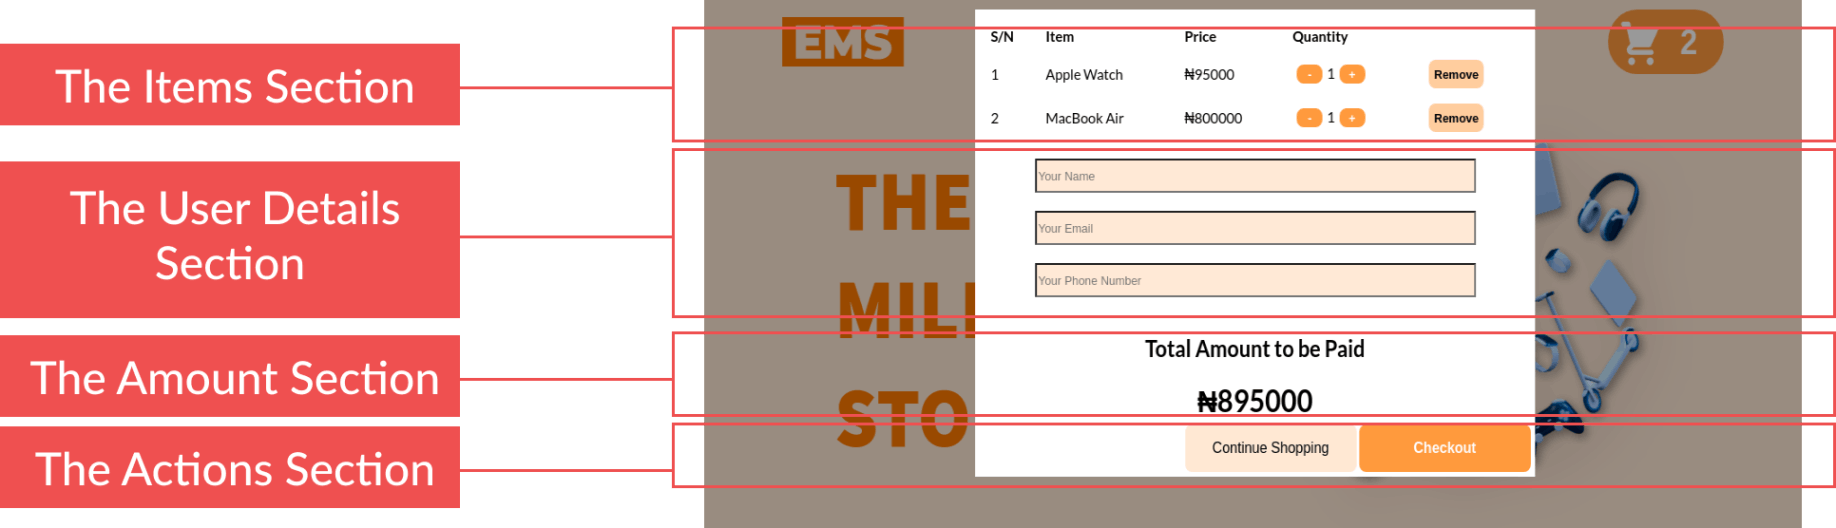 The Items Section
The User Details
Section
The Amount Section
The Actions Section
EMS
2
THE
MILL
STO
S/N Item Price Quantity
1 Apple Watch ₦95000 - 1 + Remove
2 MacBook Air ₦800000 - 1 + Remove
Your Name
Your Email
Your Phone Number
Total Amount to be Paid
₦895000
Continue Shopping Checkout